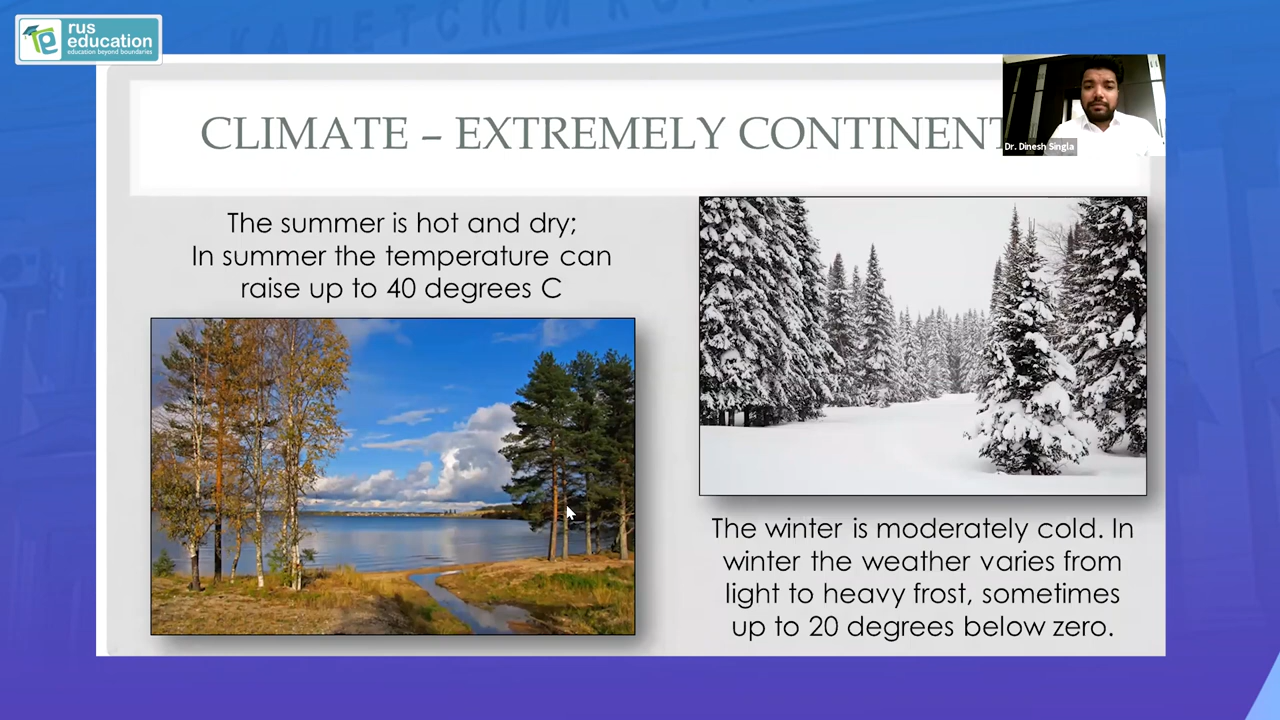 rus
education
education beyond boundaries
КАДЕТСКИЙ КО
CLIMATE – EXTREMELY CONTINENT
Dr. Dinesh Singla
The summer is hot and dry;
In summer the temperature can
raise up to 40 degrees C
The winter is moderately cold. In
winter the weather varies from
light to heavy frost, sometimes
up to 20 degrees below zero.